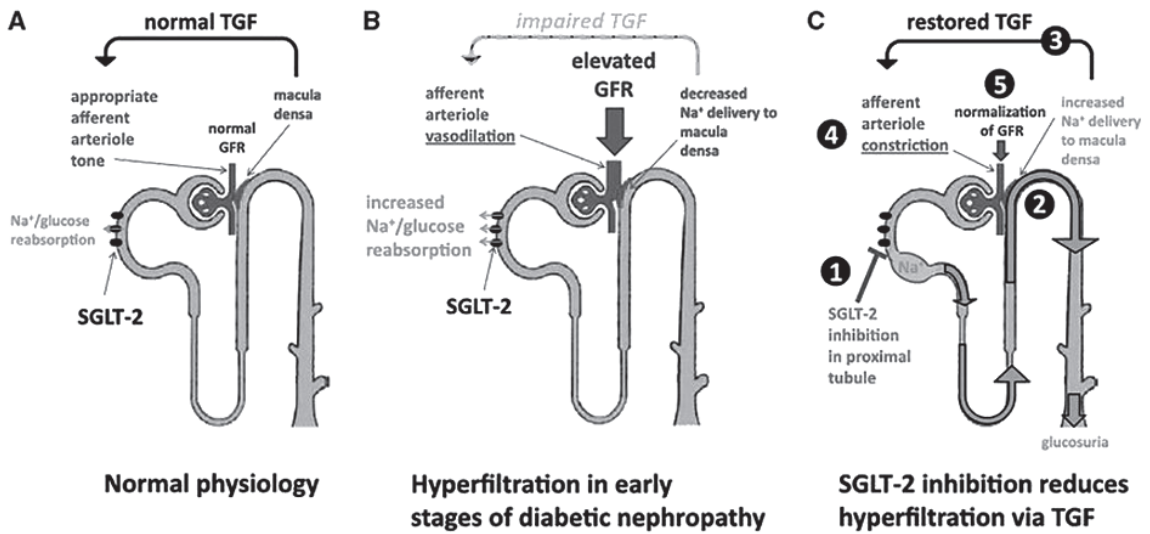 A
normal TGF
appropriate
afferent
arteriole
tone
normal
GFR
macula
densa
Na⁺/glucose
reabsorption
SGLT-2
Normal physiology
B
impaired TGF
elevated
GFR
afferent
arteriole
vasodilation
decreased
Na⁺ delivery to
macula
densa
increased
Na⁺/glucose
reabsorption
SGLT-2
Hyperfiltration in early
stages of diabetic nephropathy
C
restored TGF
3
5
afferent
arteriole
constriction
4
normalization
of GFR
increased
Na⁺ delivery
to macula
densa
2
1
Na⁺
SGLT-2
inhibition
in proximal
tubule
glucosuria
SGLT-2 inhibition reduces
hyperfiltration via TGF